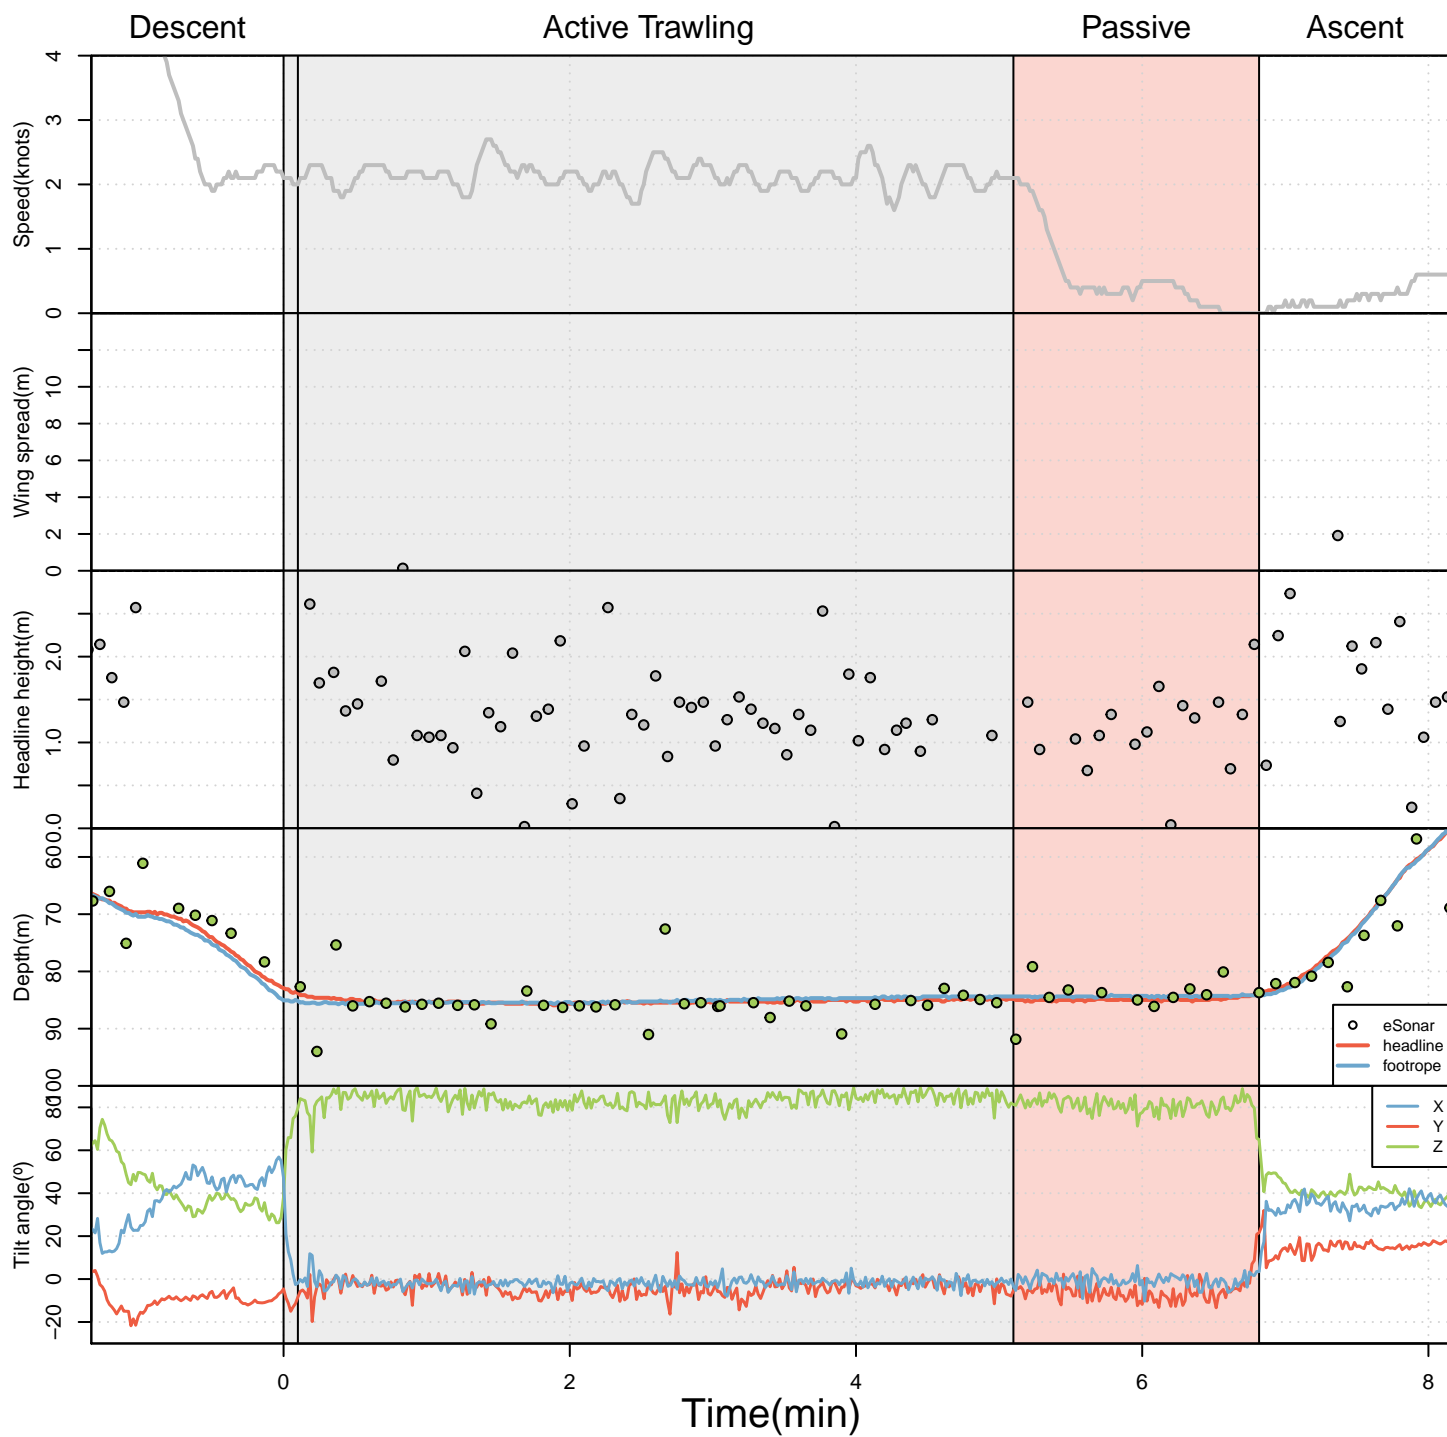 Descent Active Trawling Passive Ascent
Speed(knots)
4
3
2
1
0
Wing spread(m)
10
8
6
4
2
0
Headline height(m)
2.0
1.0
0.0
Depth(m)
60
70
80
90
100
eSonar
headline
footrope
Tilt angle(º)
80
60
40
20
0
−20
X
Y
Z
0 2 4 6 8
Time(min)